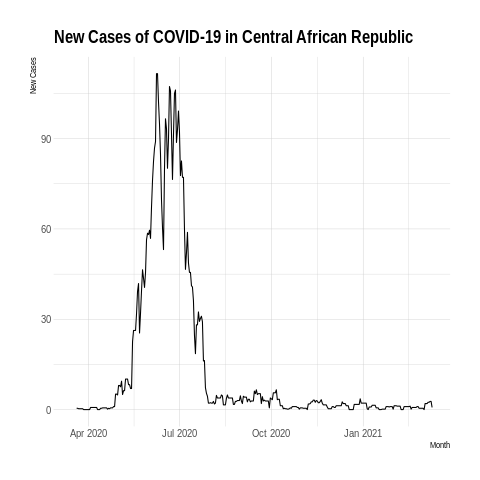 New Cases of COVID-19 in Central African Republic
New Cases
90
60
30
0
Apr 2020
Jul 2020
Oct 2020
Jan 2021
Month